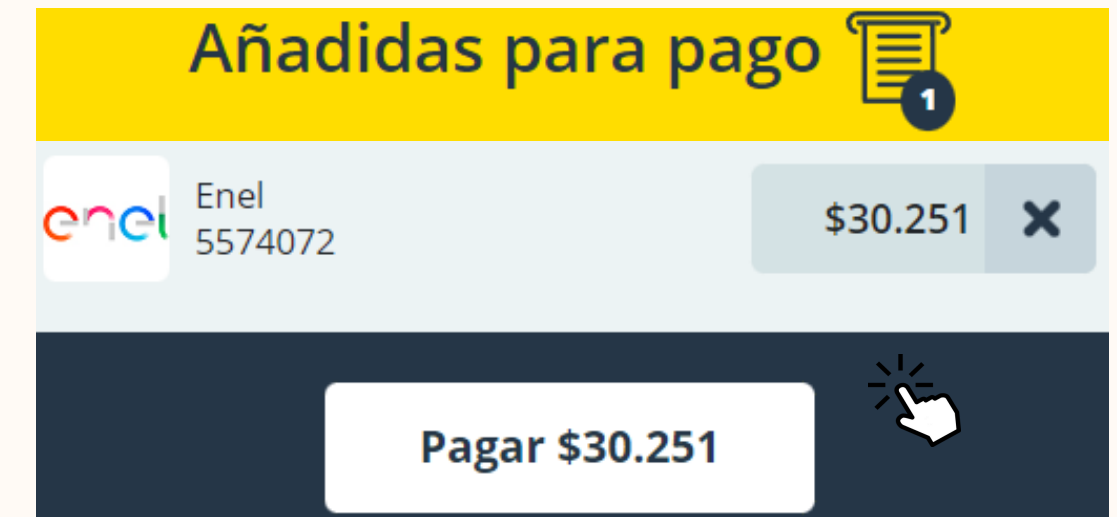 Añadidas para pago
1
enel
Enel
5574072
$30.251
Pagar $30.251